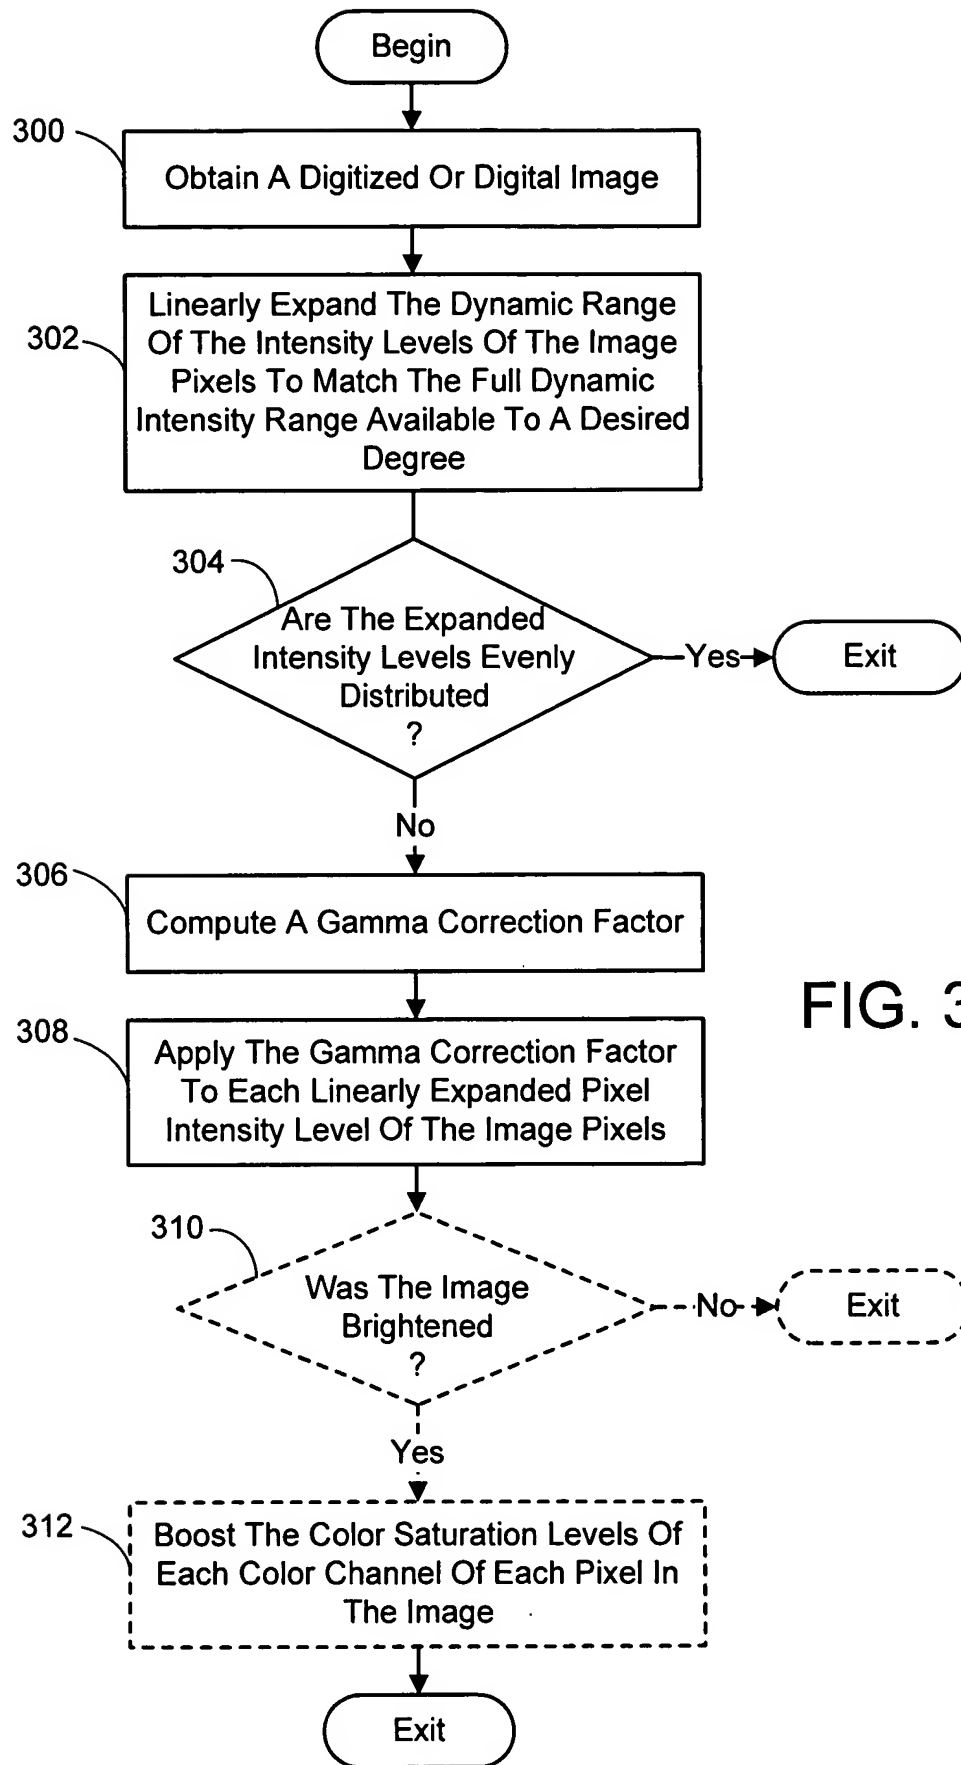 Begin
300
Obtain A Digitized Or Digital Image
302
Linearly Expand The Dynamic Range
Of The Intensity Levels Of The Image
Pixels To Match The Full Dynamic
Intensity Range Available To A Desired
Degree
304
Are The Expanded
Intensity Levels Evenly
Distributed
?
Yes
Exit
No
306
Compute A Gamma Correction Factor
FIG. 3
308
Apply The Gamma Correction Factor
To Each Linearly Expanded Pixel
Intensity Level Of The Image Pixels
310
Was The Image
Brightened
?
No
Exit
Yes
312
Boost The Color Saturation Levels Of
Each Color Channel Of Each Pixel In
The Image
Exit